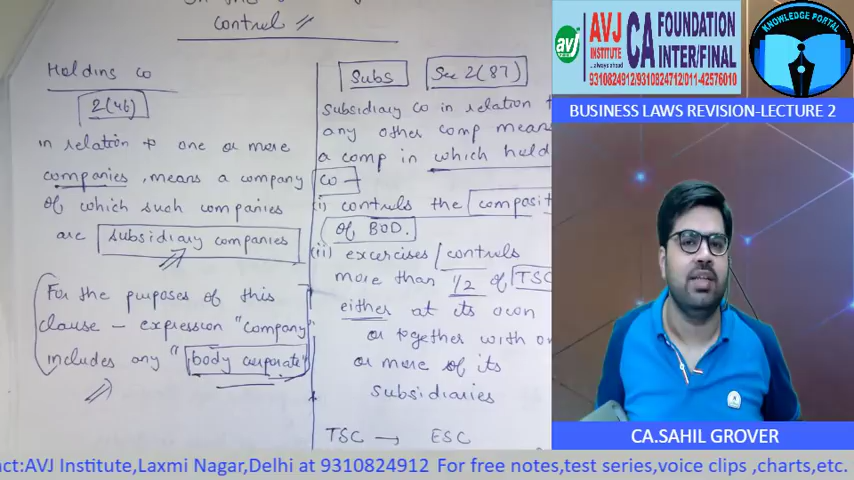 control
Holding co
2(46)
in relation to one or more
companies, means a company
of which such companies
are subsidiary companies
For the purposes of this
clause - expression "company"
includes any "body corporate"
Subs Sec 2(87)
subsidiary co in relation
any other comp means
a comp in which hold
co -
(i) controls the composit
of BOD.
(ii) excercises/controls
more than 1/2 of TSC
either at its own
or together with on
or more of its
subsidiaries
TSC → ESC
avj
AVJ
INSTITUTE
...always ahead
CA
FOUNDATION
INTER/FINAL
9310824912/9310824712/011-42576010
KNOWLEDGE PORTAL
BUSINESS LAWS REVISION-LECTURE 2
CA.SAHIL GROVER
act:AVJ Institute,Laxmi Nagar,Delhi at 9310824912 For free notes,test series,voice clips ,charts,etc.